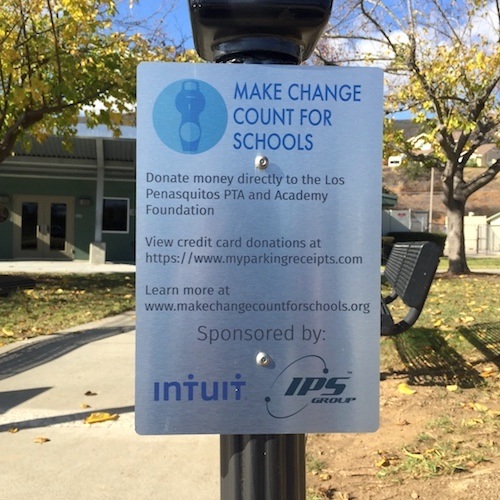 MAKE CHANGE
COUNT FOR
SCHOOLS
Donate money directly to the Los
Penasquitos PTA and Academy
Foundation
View credit card donations at
https://www.myparkingreceipts.com
Learn more at
www.makechangecountforschools.org
Sponsored by:
intuit
IPS
GROUP